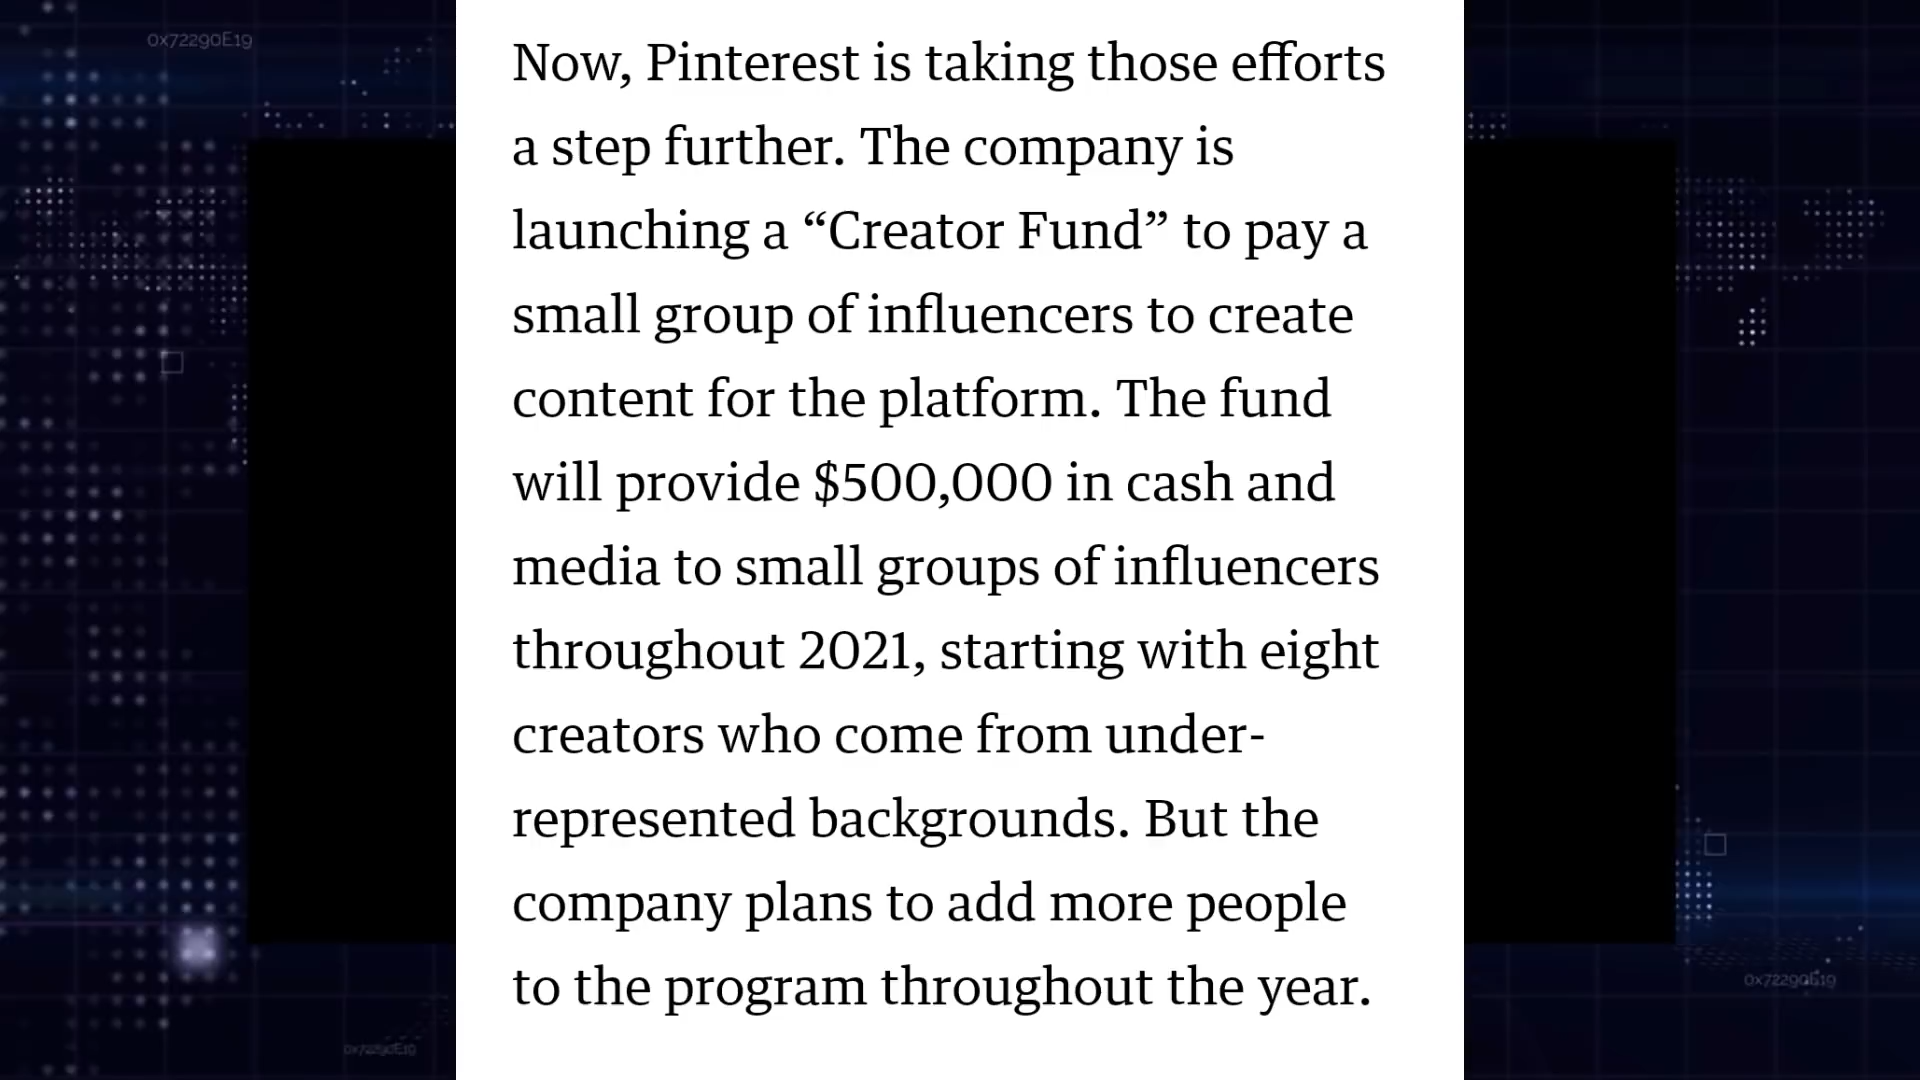 0x72290E19
Now, Pinterest is taking those efforts
a step further. The company is
launching a “Creator Fund” to pay a
small group of influencers to create
content for the platform. The fund
will provide $500,000 in cash and
media to small groups of influencers
throughout 2021, starting with eight
creators who come from under-
represented backgrounds. But the
company plans to add more people
to the program throughout the year.
0x72290E19
0x72290E19